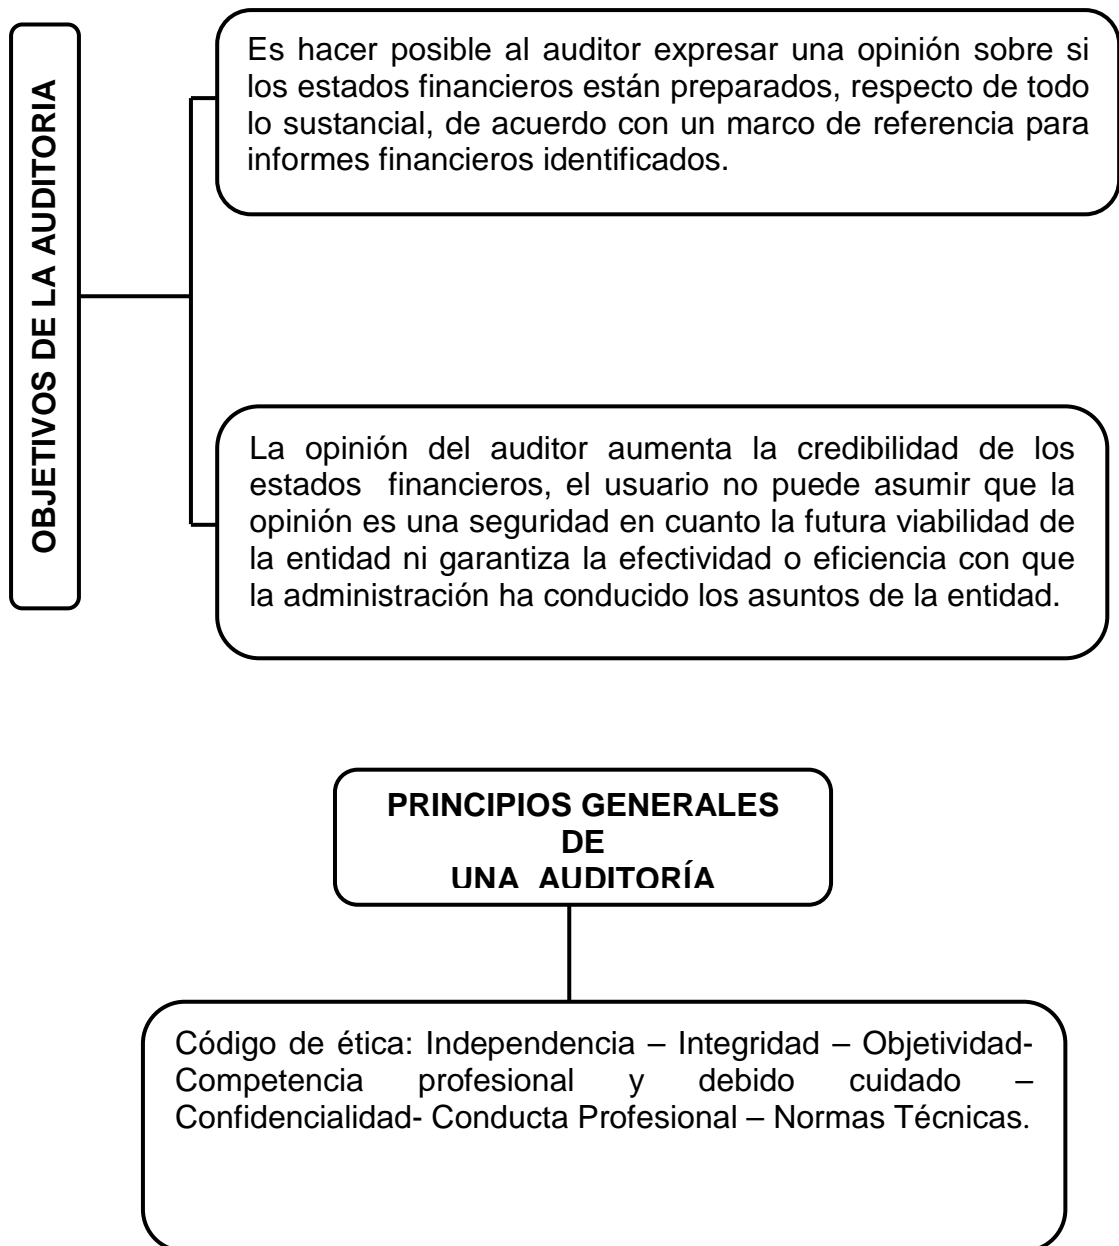 OBJETIVOS DE LA AUDITORIA
Es hacer posible al auditor expresar una opinión sobre si
los estados financieros están preparados, respecto de todo
lo sustancial, de acuerdo con un marco de referencia para
informes financieros identificados.
La opinión del auditor aumenta la credibilidad de los
estados financieros, el usuario no puede asumir que la
opinión es una seguridad en cuanto la futura viabilidad de
la entidad ni garantiza la efectividad o eficiencia con que
la administración ha conducido los asuntos de la entidad.
PRINCIPIOS GENERALES
DE
UNA AUDITORÍA
Código de ética: Independencia – Integridad – Objetividad-
Competencia profesional y debido cuidado –
Confidencialidad- Conducta Profesional – Normas Técnicas.